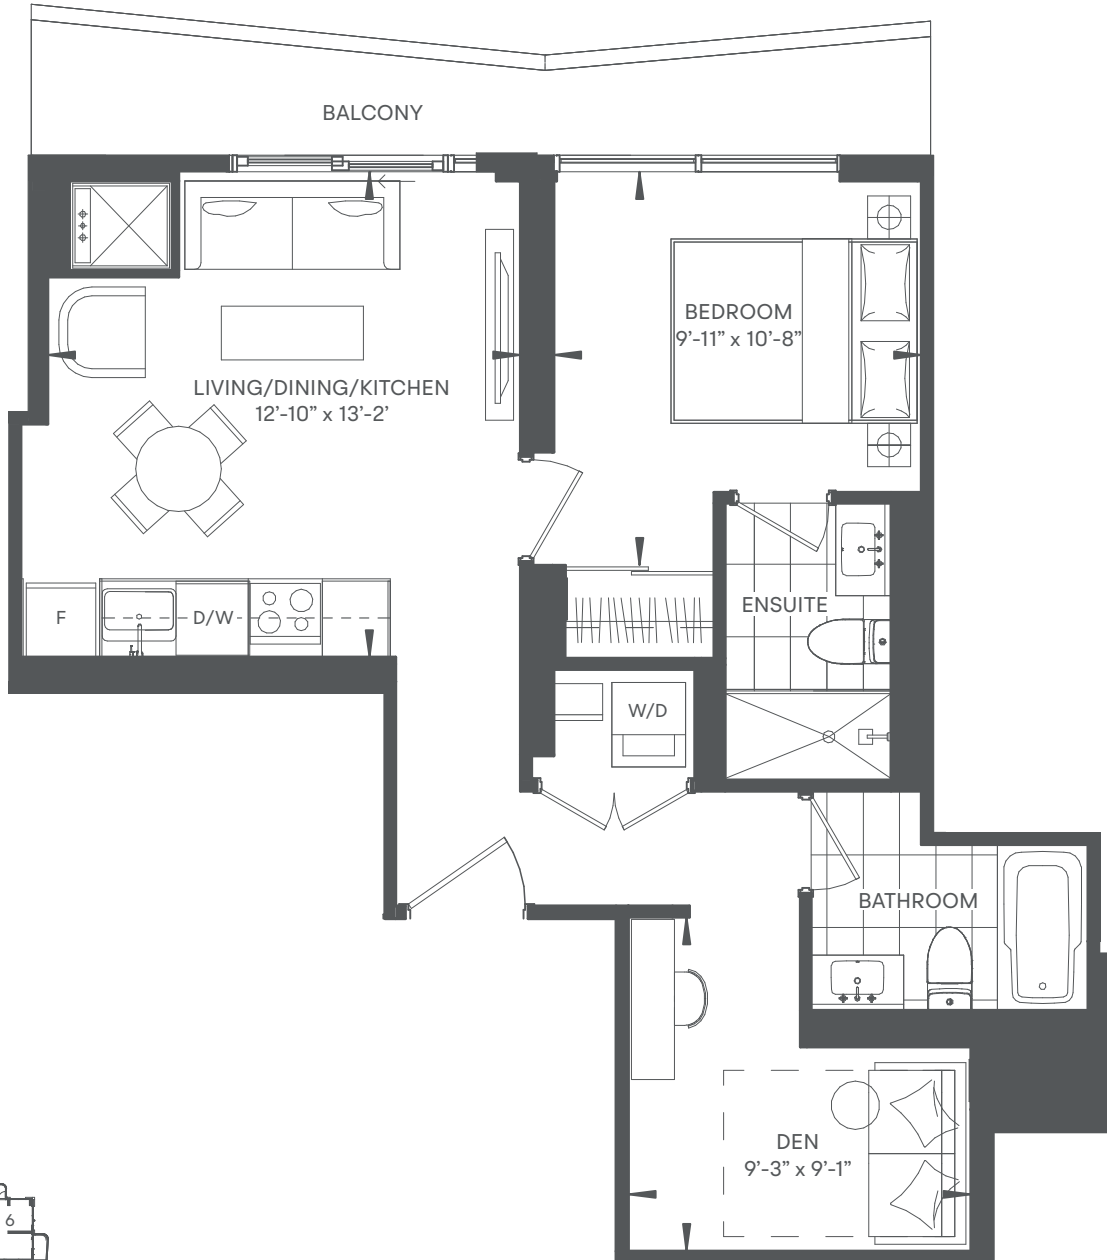 BALCONY
BEDROOM
9’-11” x 10’-8”
LIVING/DINING/KITCHEN
12’-10” x 13’-2’
F
D/W
ENSUITE
W/D
BATHROOM
DEN
9’-3” x 9’-1”
6